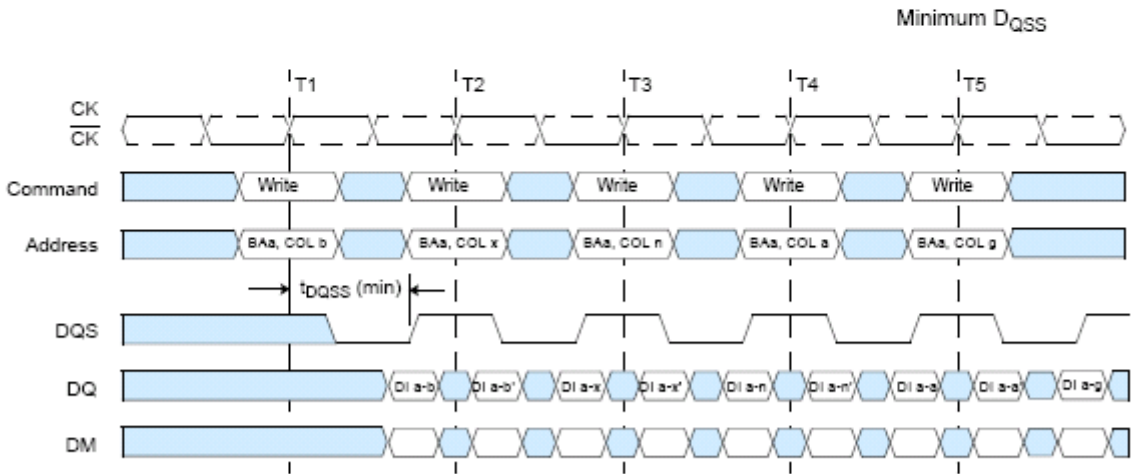 Minimum DQSS
T1 T2 T3 T4 T5
CK
CK
Command Write Write Write Write Write
Address BAa, COL b BAa, COL x BAa, COL n BAa, COL a BAa, COL g
tDQSS (min)
DQS
DQ DI a-b DI a-b' DI a-x DI a-x' DI a-n DI a-n' DI a-a DI a-a' DI a-g
DM